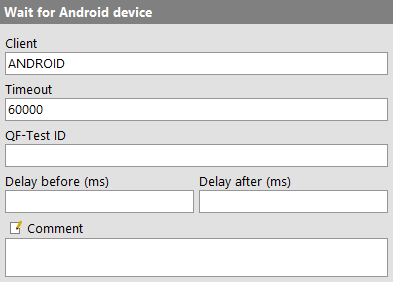 Wait for Android device
Client
ANDROID
Timeout
60000
QF-Test ID
Delay before (ms) Delay after (ms)
Comment